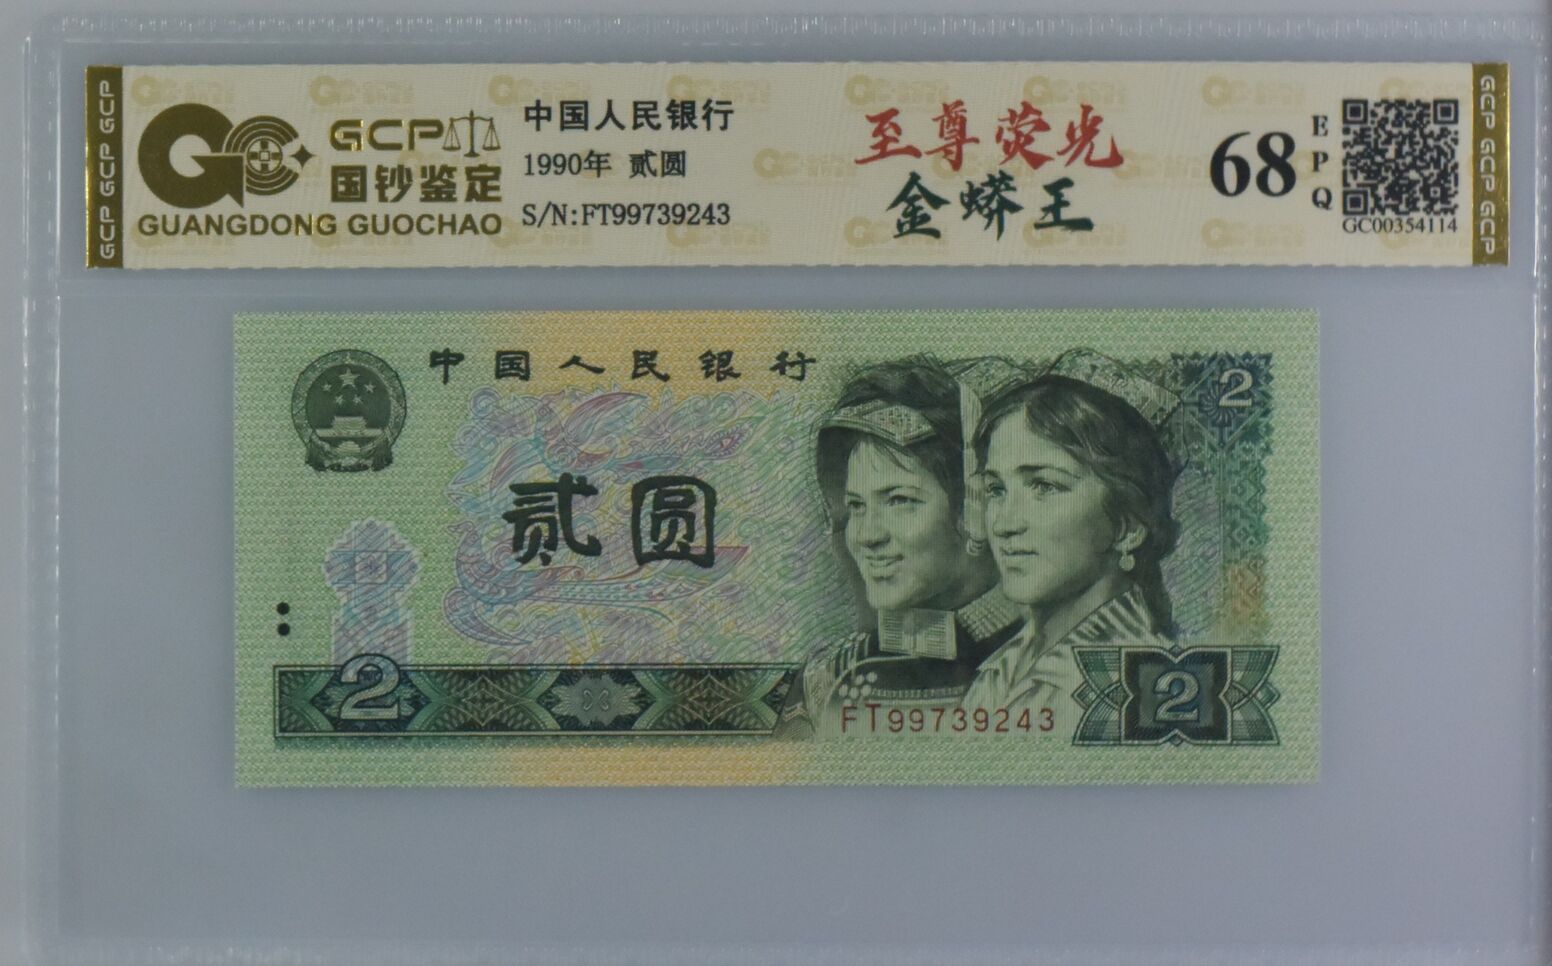 GCP GCP GCP
GCP
国钞鉴定
GUANGDONG GUOCHAO
中国人民银行
1990年 贰圆
S/N:FT99739243
至尊荧光
金蟒王
68
EPQ
GC00354114
GCP GCP GCP
中国人民银行
2
贰圆
2
2
FT99739243